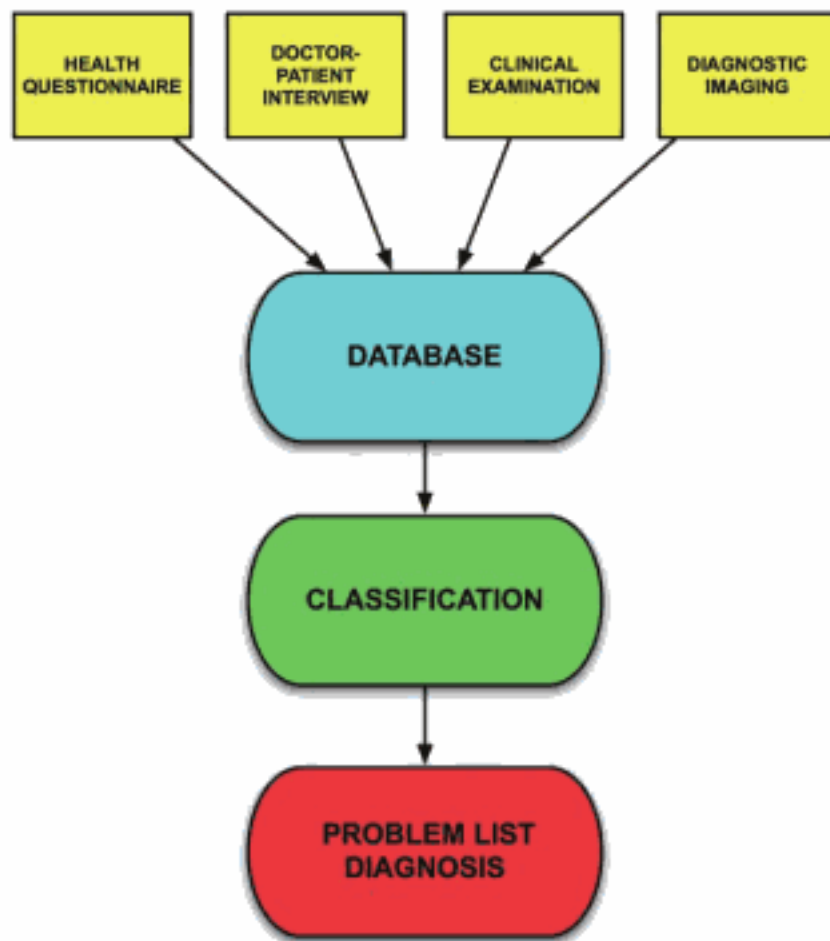 HEALTH
QUESTIONNAIRE
DOCTOR-
PATIENT
INTERVIEW
CLINICAL
EXAMINATION
DIAGNOSTIC
IMAGING
DATABASE
CLASSIFICATION
PROBLEM LIST
DIAGNOSIS